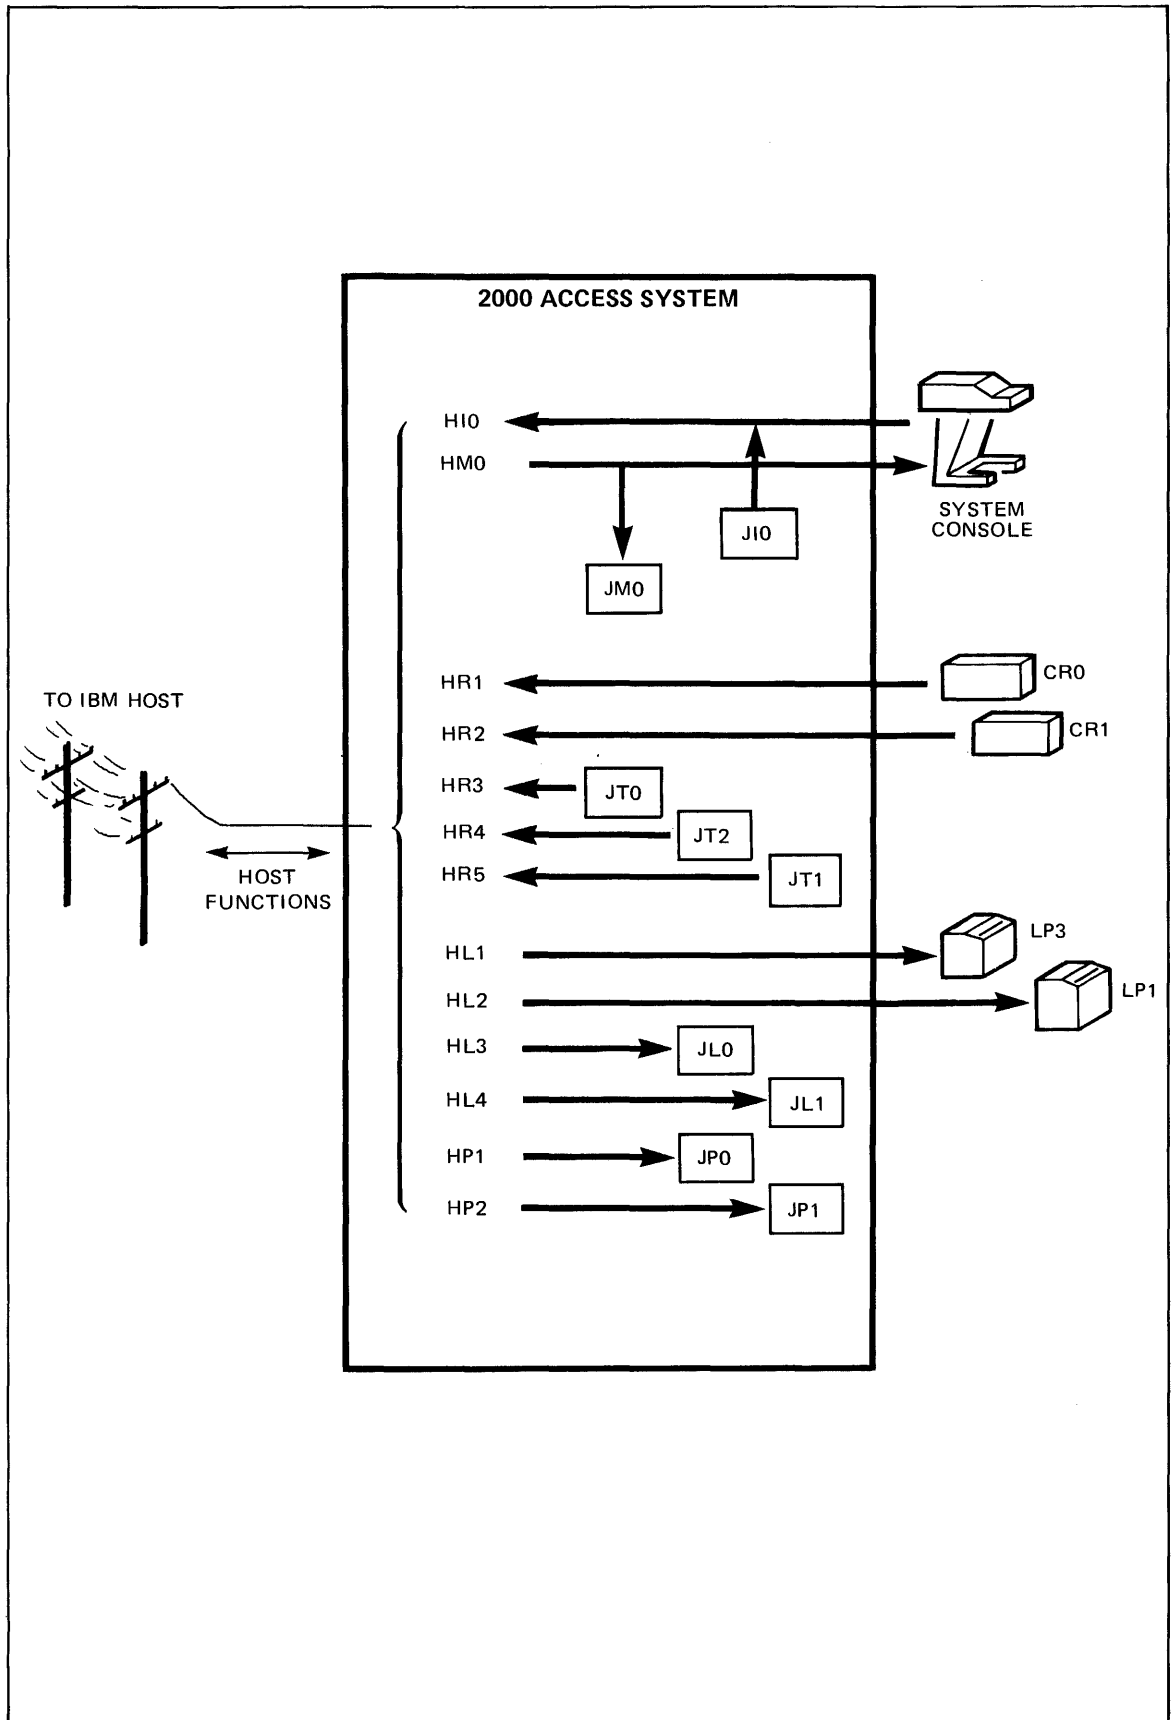 2000 ACCESS SYSTEM
HI0
HM0
SYSTEM
CONSOLE
JI0
JM0
HR1
CR0
TO IBM HOST
HR2
CR1
HR3
JT0
HR4
JT2
HR5
JT1
HOST
FUNCTIONS
HL1
LP3
HL2
LP1
HL3
JL0
HL4
JL1
HP1
JP0
HP2
JP1